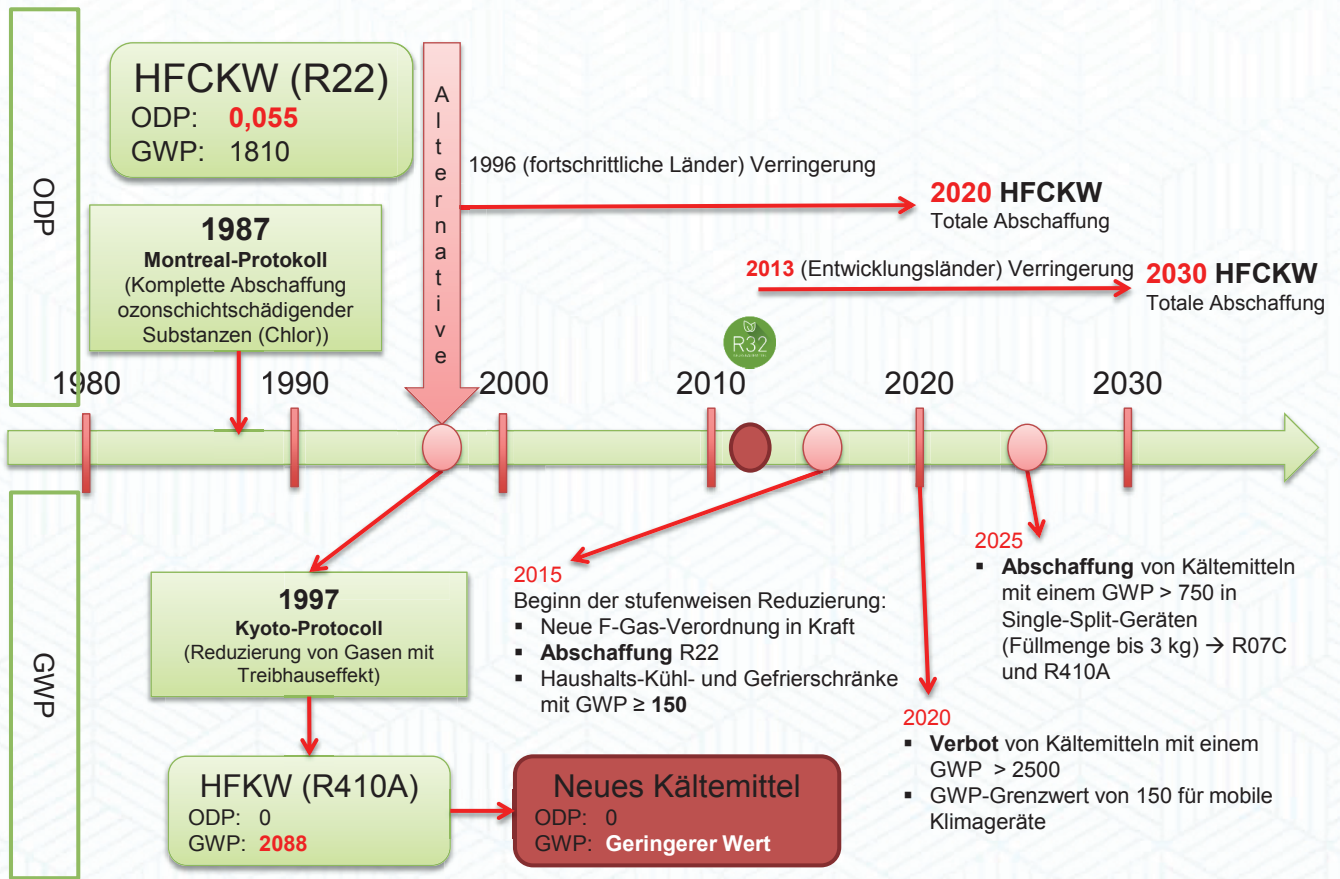 ODP
HFCKW (R22)
ODP: 0,055
GWP: 1810
Alternative
1987
Montreal-Protokoll
(Komplette Abschaffung
ozonschichtschädigender
Substanzen (Chlor))
1996 (fortschrittliche Länder) Verringerung
2020 HFCKW
Totale Abschaffung
2013 (Entwicklungsländer) Verringerung
2030 HFCKW
Totale Abschaffung
R32
1980
1990
2000
2010
2020
2030
GWP
1997
Kyoto-Protocoll
(Reduzierung von Gasen mit
Treibhauseffekt)
HFKW (R410A)
ODP: 0
GWP: 2088
Neues Kältemittel
ODP: 0
GWP: Geringerer Wert
2015
Beginn der stufenweisen Reduzierung:
▪ Neue F-Gas-Verordnung in Kraft
▪ Abschaffung R22
▪ Haushalts-Kühl- und Gefrierschränke
mit GWP ≥ 150
2020
▪ Verbot von Kältemitteln mit einem
GWP > 2500
▪ GWP-Grenzwert von 150 für mobile
Klimageräte
2025
▪ Abschaffung von Kältemitteln
mit einem GWP > 750 in
Single-Split-Geräten
(Füllmenge bis 3 kg) → R07C
und R410A